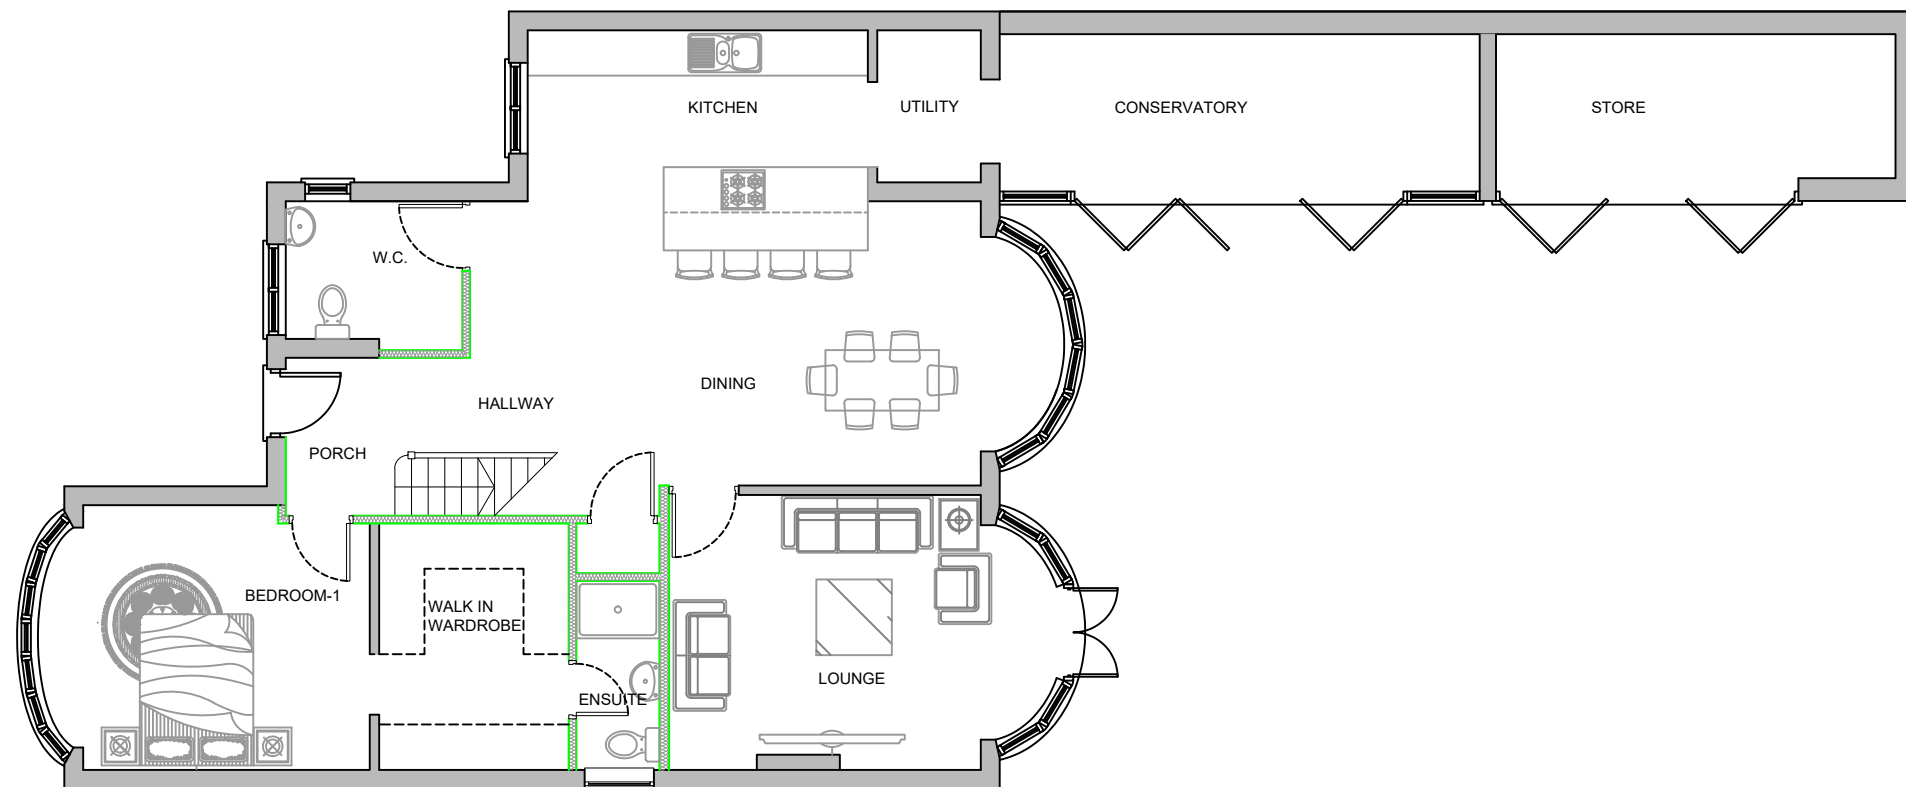 KITCHEN
UTILITY
CONSERVATORY
STORE
W.C.
DINING
HALLWAY
PORCH
BEDROOM-1
WALK IN
WARDROBE
ENSUITE
LOUNGE